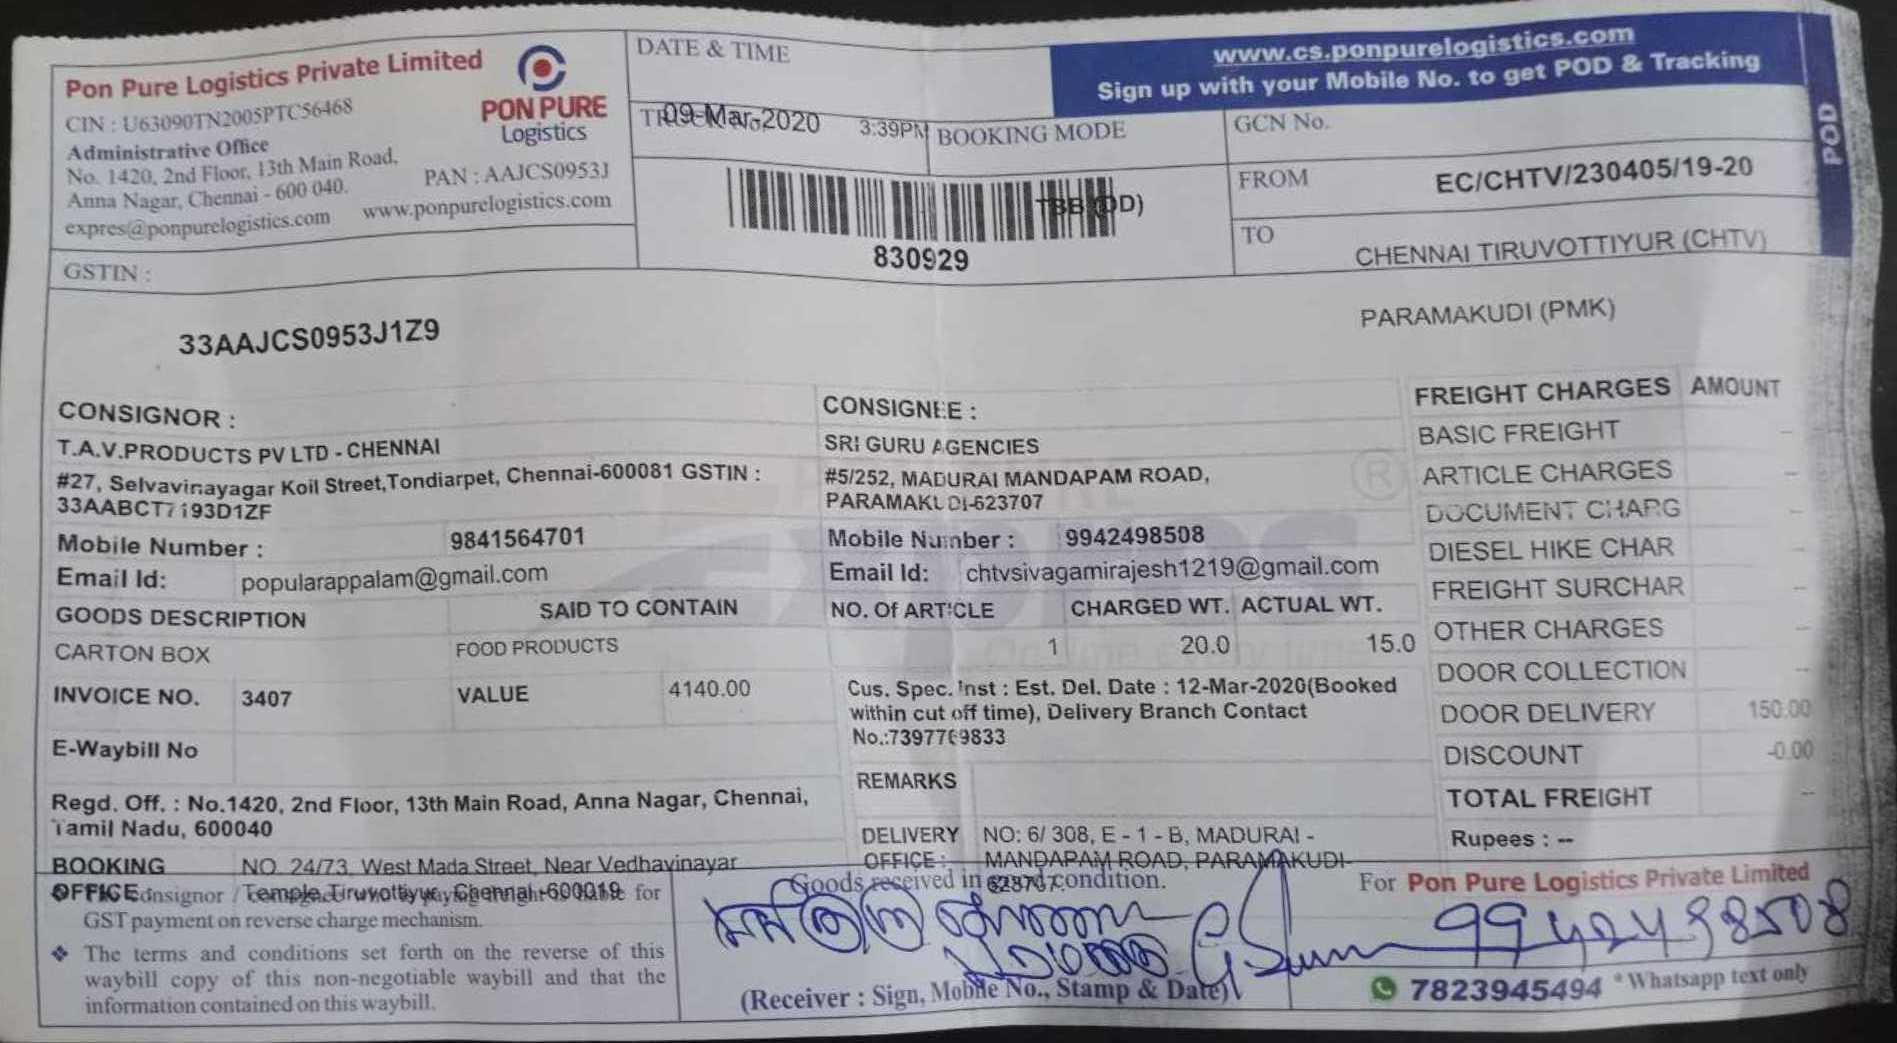 Pon Pure Logistics Private Limited
CIN : U63090TN2005PTC56468
Administrative Office
No. 1420, 2nd Floor, 13th Main Road,
Anna Nagar, Chennai - 600 040.
PAN : AAJCS0953J
expres@ponpurelogistics.com www.ponpurelogistics.com
PON PURE
Logistics
GSTIN :
33AAJCS0953J1Z9
DATE & TIME
09-Mar-2020 3:39PM
BOOKING MODE
TBB (DD)
830929
www.cs.ponpurelogistics.com
Sign up with your Mobile No. to get POD & Tracking
POD
GCN No.
EC/CHTV/230405/19-20
FROM
CHENNAI TIRUVOTTIYUR (CHTV)
TO
PARAMAKUDI (PMK)
CONSIGNOR :
T.A.V.PRODUCTS PV LTD - CHENNAI
#27, Selvavinayagar Koil Street,Tondiarpet, Chennai-600081 GSTIN :
33AABCT7193D1ZF
Mobile Number : 9841564701
Email Id: popularappalam@gmail.com
CONSIGNEE :
SRI GURU AGENCIES
#5/252, MADURAI MANDAPAM ROAD,
PARAMAKUDI-623707
Mobile Number : 9942498508
Email Id: chtvsivagamirajesh1219@gmail.com
GOODS DESCRIPTION SAID TO CONTAIN NO. Of ARTICLE CHARGED WT. ACTUAL WT.
CARTON BOX FOOD PRODUCTS 1 20.0 15.0
INVOICE NO. 3407 VALUE 4140.00
E-Waybill No
Cus. Spec. Inst : Est. Del. Date : 12-Mar-2020(Booked
within cut off time), Delivery Branch Contact
No.:7397769833
REMARKS
Regd. Off. : No.1420, 2nd Floor, 13th Main Road, Anna Nagar, Chennai,
Tamil Nadu, 600040
DELIVERY OFFICE : NO: 6/ 308, E - 1 - B, MADURAI -
MANDAPAM ROAD, PARAMAKUDI-
623707
BOOKING OFFICE NO. 24/73, West Mada Street, Near Vedhavinayar
Temple,Tiruvottiyur, Chennai-600019
FREIGHT CHARGES AMOUNT
BASIC FREIGHT --
ARTICLE CHARGES --
DOCUMENT CHARG --
DIESEL HIKE CHAR --
FREIGHT SURCHAR --
OTHER CHARGES --
DOOR COLLECTION --
DOOR DELIVERY 150.00
DISCOUNT -0.00
TOTAL FREIGHT --
Rupees : --
for
GST payment on reverse charge mechanism.
❖ The terms and conditions set forth on the reverse of this
waybill copy of this non-negotiable waybill and that the
information contained on this waybill.
Goods received in good condition.
(Receiver : Sign, Mobile No., Stamp & Date)
For Pon Pure Logistics Private Limited
9942498508
7823945494 * Whatsapp text only